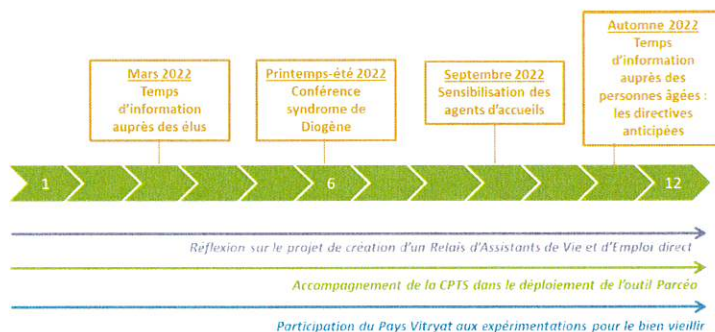 Mars 2022
Temps
d'information
auprès des élus
Printemps-été 2022
Conférence
syndrome de
Diogène
Septembre 2022
Sensibilisation des
agents d'accueils
Automne 2022
Temps
d'information
auprès des
personnes âgées :
les directives
anticipées
1
6
12
Réflexion sur le projet de création d'un Relais d'Assistants de Vie et d'Emploi direct
Accompagnement de la CPTS dans le déploiement de l'outil Parcéo
Participation du Pays Vitryat aux expérimentations pour le bien vieillir